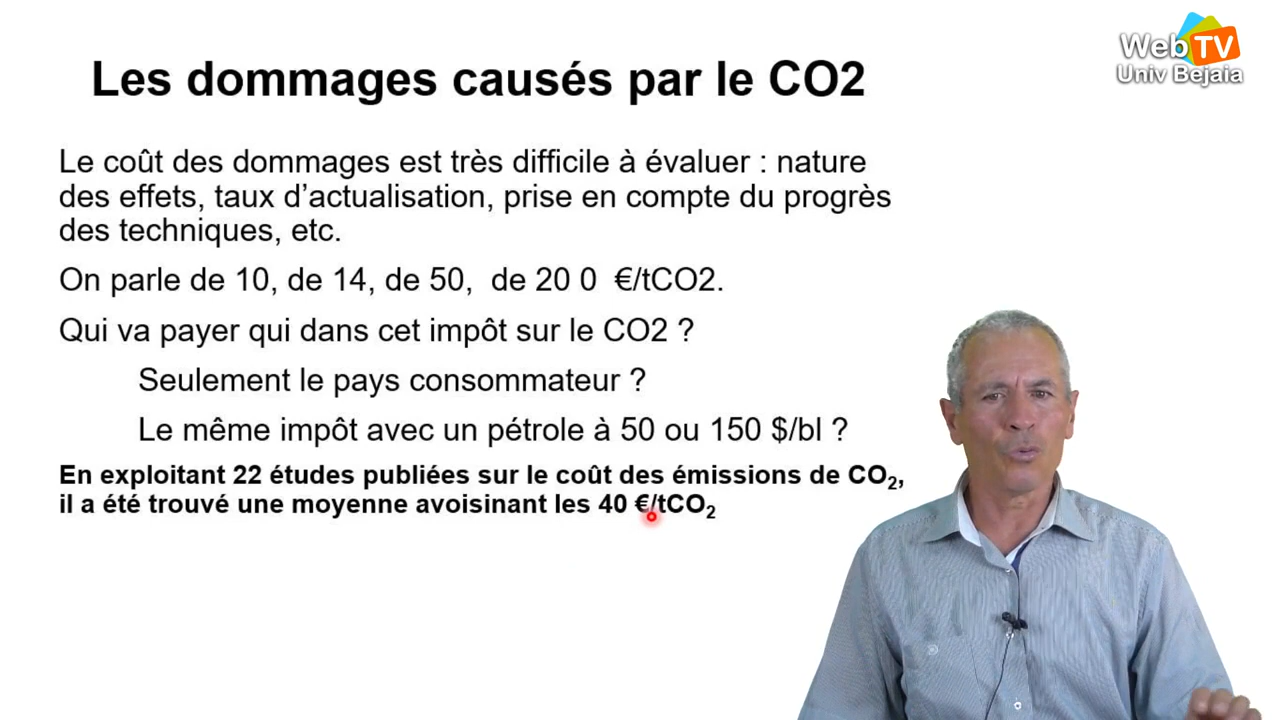 Web TV
Univ Bejaia
Les dommages causés par le CO2
Le coût des dommages est très difficile à évaluer : nature
des effets, taux d’actualisation, prise en compte du progrès
des techniques, etc.
On parle de 10, de 14, de 50, de 20 0 €/tCO2.
Qui va payer qui dans cet impôt sur le CO2 ?
Seulement le pays consommateur ?
Le même impôt avec un pétrole à 50 ou 150 $/bl ?
En exploitant 22 études publiées sur le coût des émissions de CO₂,
il a été trouvé une moyenne avoisinant les 40 €/tCO₂